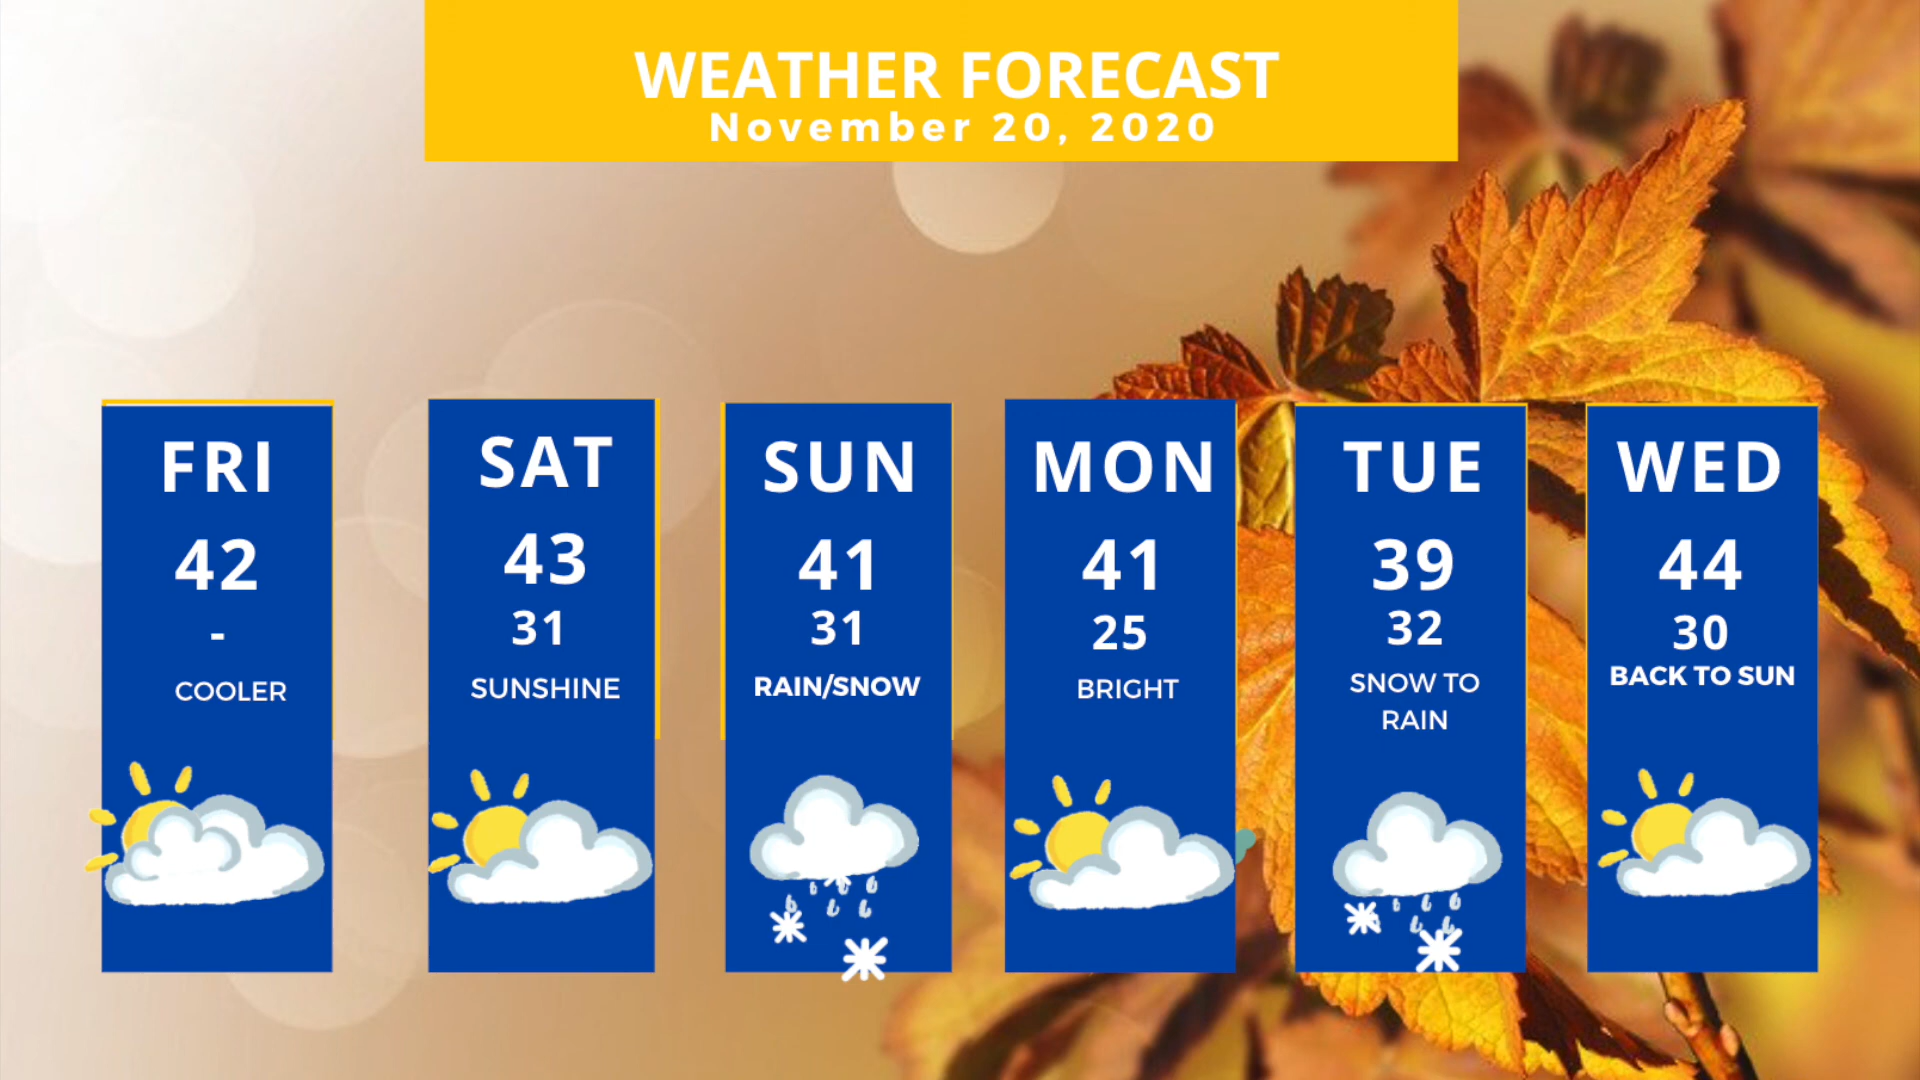 WEATHER FORECAST
November 20, 2020
FRI
42
-
COOLER
SAT
43
31
SUNSHINE
SUN
41
31
RAIN/SNOW
MON
41
25
BRIGHT
TUE
39
32
SNOW TO
RAIN
WED
44
30
BACK TO SUN